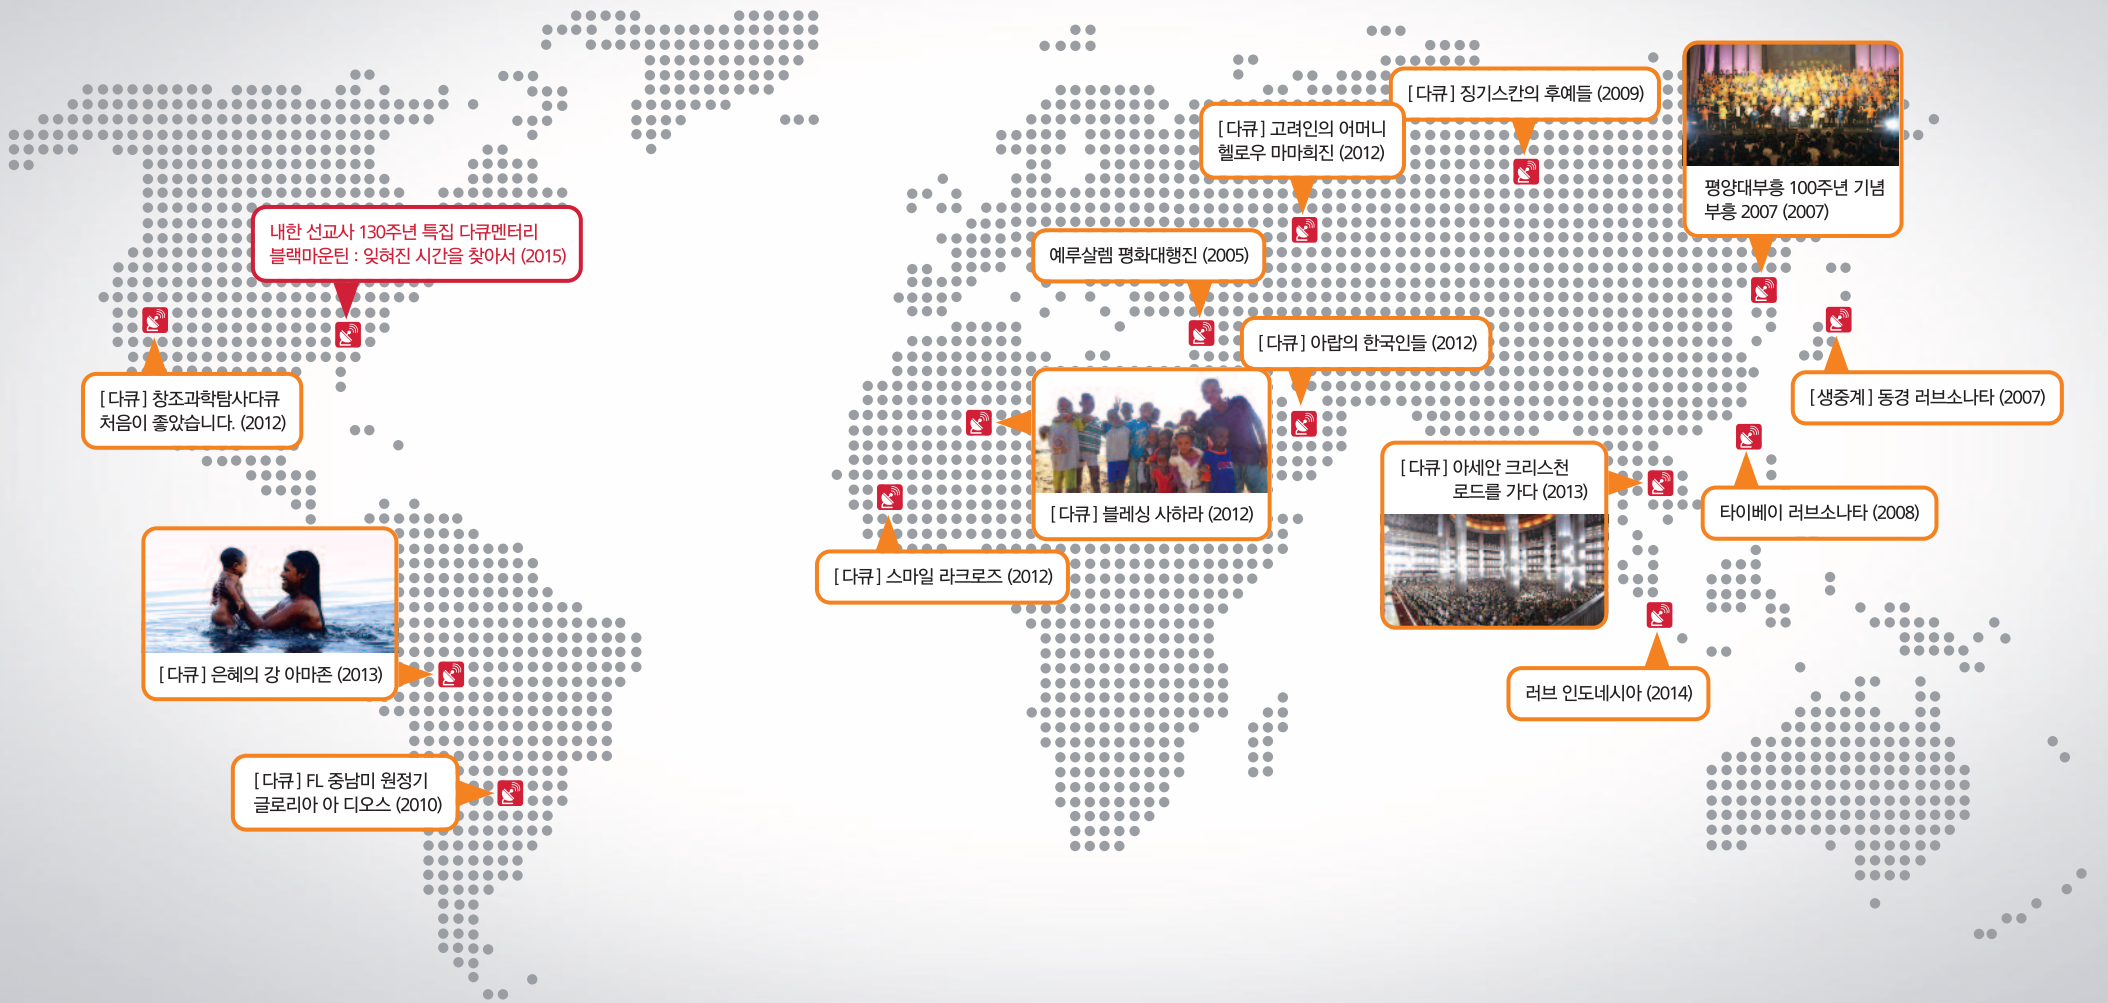 [다큐] 징기스칸의 후예들 (2009)
[다큐] 고려인의 어머니
헬로우 마마희진 (2012)
평양대부흥 100주년 기념
부흥 2007 (2007)
내한 선교사 130주년 특집 다큐멘터리
블랙마운틴 : 잊혀진 시간을 찾아서 (2015)
예루살렘 평화대행진 (2005)
[다큐] 아랍의 한국인들 (2012)
[다큐] 창조과학탐사다큐
처음이 좋았습니다. (2012)
[생중계] 동경 러브소나타 (2007)
[다큐] 아세안 크리스천
로드를 가다 (2013)
[다큐] 블레싱 사하라 (2012)
타이베이 러브소나타 (2008)
[다큐] 스마일 라크로즈 (2012)
[다큐] 은혜의 강 아마존 (2013)
러브 인도네시아 (2014)
[다큐] FL 중남미 원정기
글로리아 아 디오스 (2010)